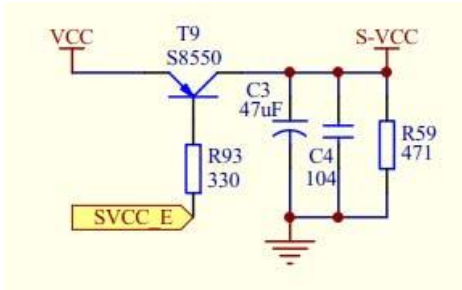 VCC
T9
S8550
S-VCC
C3
47uF
R93
330
C4
104
R59
471
SVCC_E